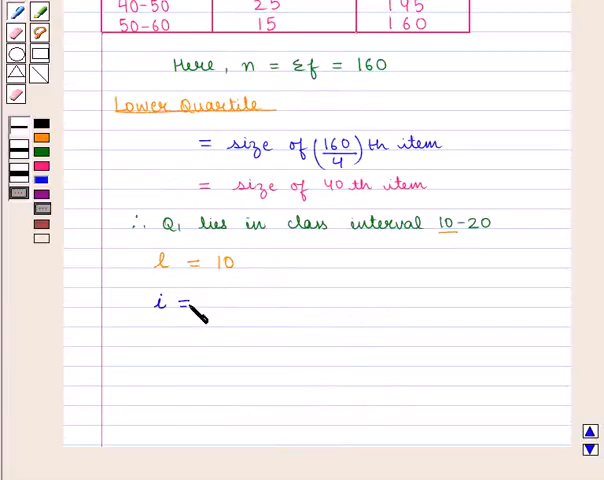 40-50 25 145
50-60 15 160
Here, n = Σf = 160
Lower Quartile
= size of (160/4) th item
= size of 40 th item
∴ Q₁ lies in class interval 10-20
l = 10
i =